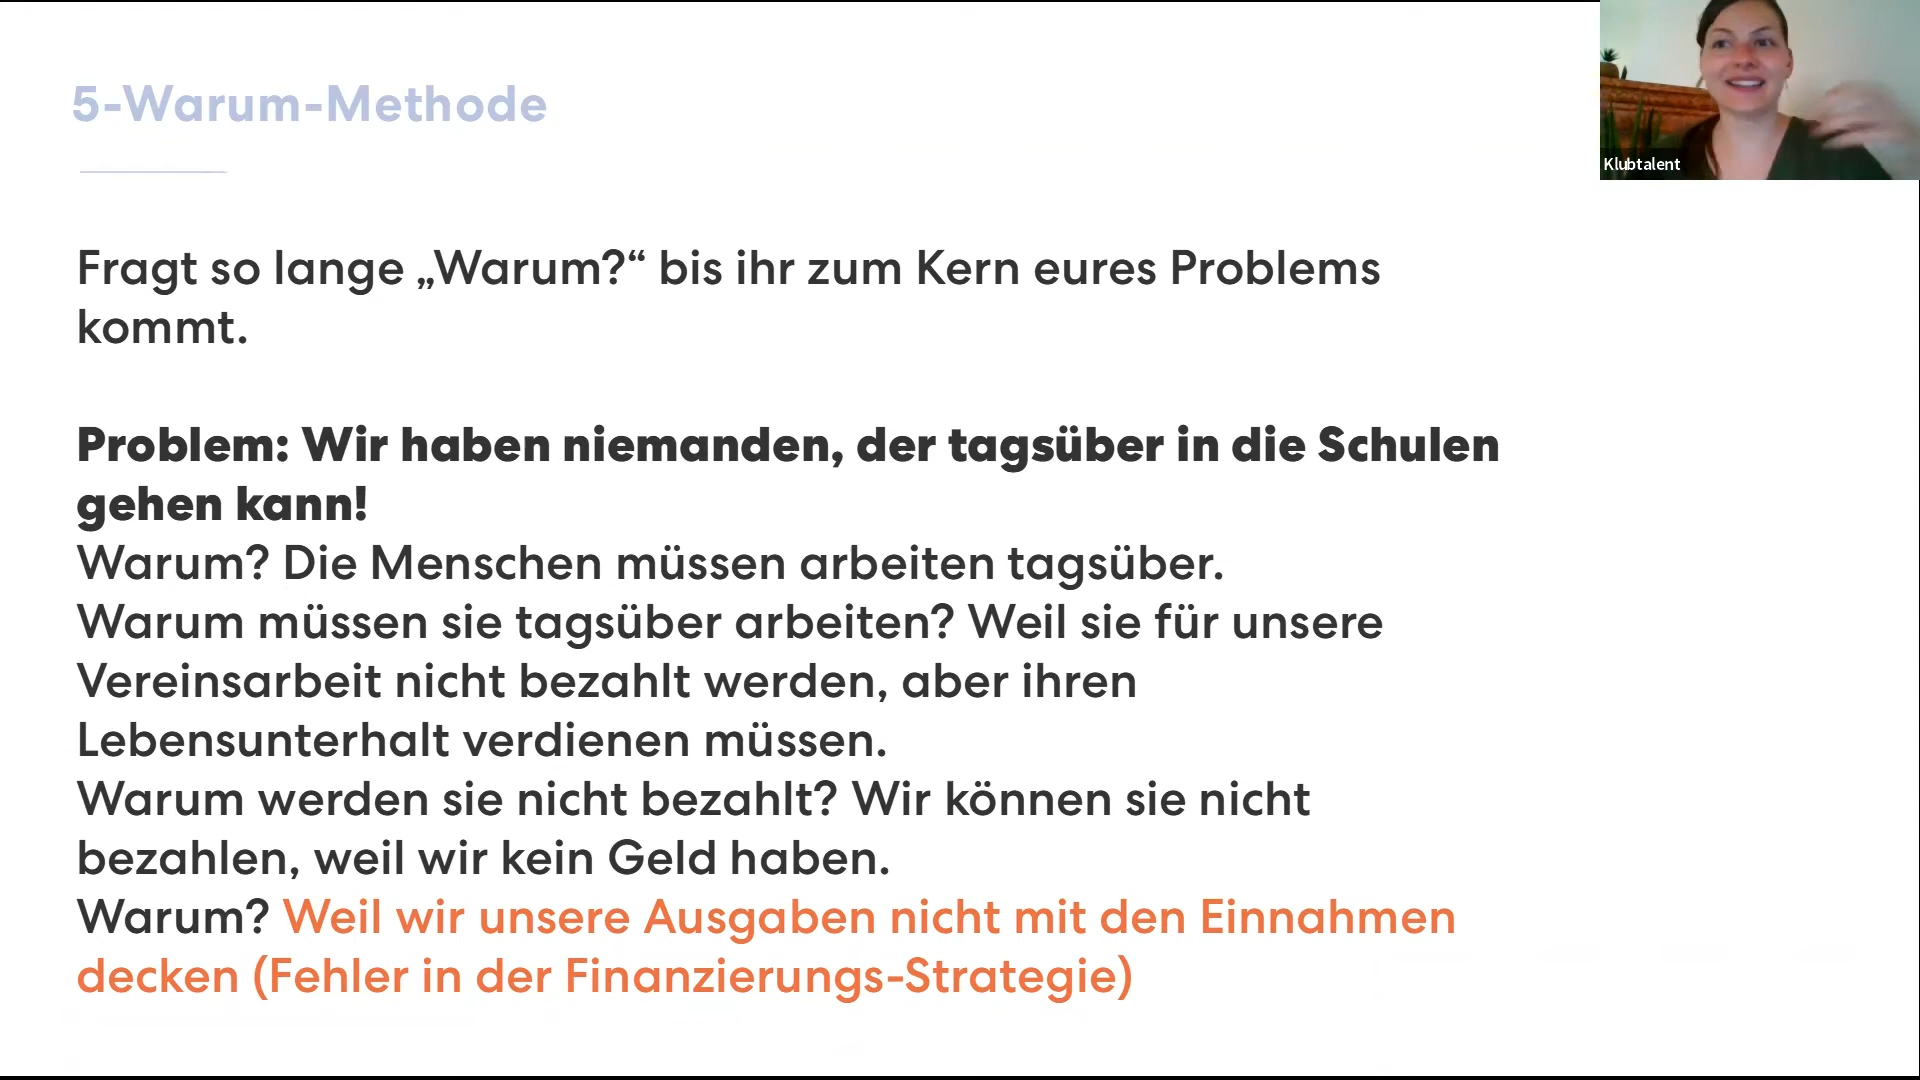 5-Warum-Methode
Klubtalent
Fragt so lange „Warum?“ bis ihr zum Kern eures Problems
kommt.
Problem: Wir haben niemanden, der tagsüber in die Schulen
gehen kann!
Warum? Die Menschen müssen arbeiten tagsüber.
Warum müssen sie tagsüber arbeiten? Weil sie für unsere
Vereinsarbeit nicht bezahlt werden, aber ihren
Lebensunterhalt verdienen müssen.
Warum werden sie nicht bezahlt? Wir können sie nicht
bezahlen, weil wir kein Geld haben.
Warum? Weil wir unsere Ausgaben nicht mit den Einnahmen
decken (Fehler in der Finanzierungs-Strategie)